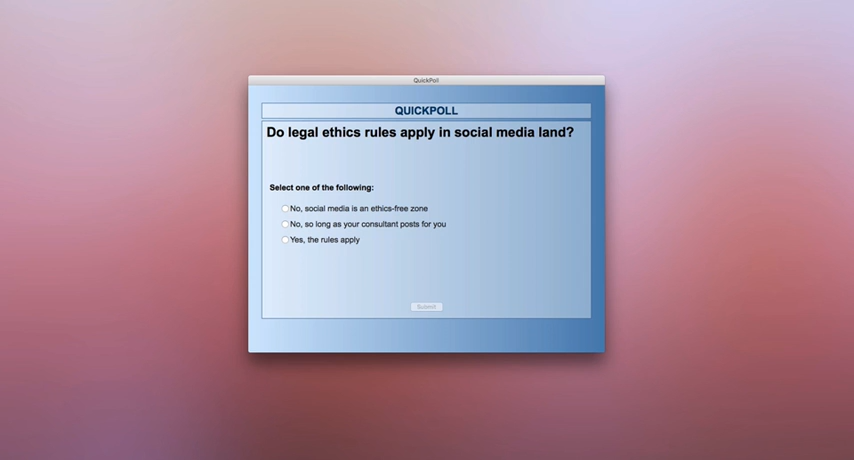 QuickPoll
QUICKPOLL
Do legal ethics rules apply in social media land?
Select one of the following:
No, social media is an ethics-free zone
No, so long as your consultant posts for you
Yes, the rules apply
Submit